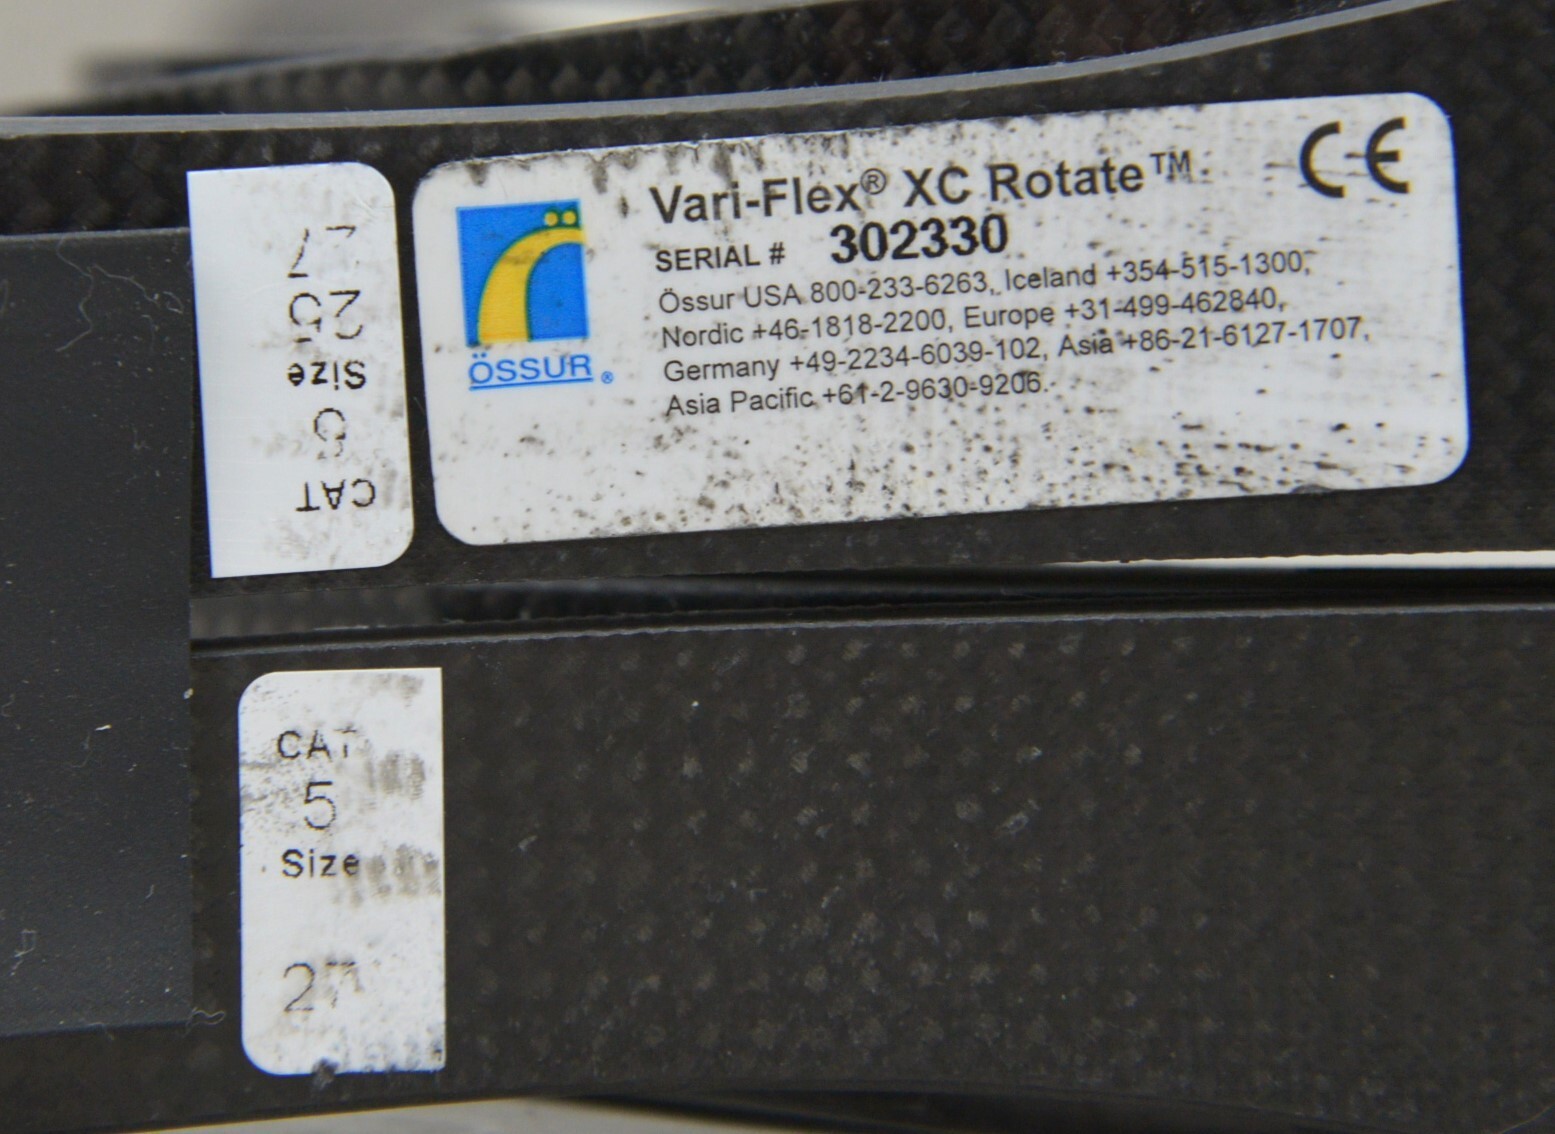 Vari-Flex® XC Rotate™
SERIAL # 302330
Össur USA 800-233-6263, Iceland +354-515-1300,
Nordic +46-1818-2200, Europe +31-499-462840,
Germany +49-2234-6039-102, Asia +86-21-6127-1707,
Asia Pacific +61-2-9630-9206.
CE
ÖSSUR®
CAT
Size
CAT
5
Size
27